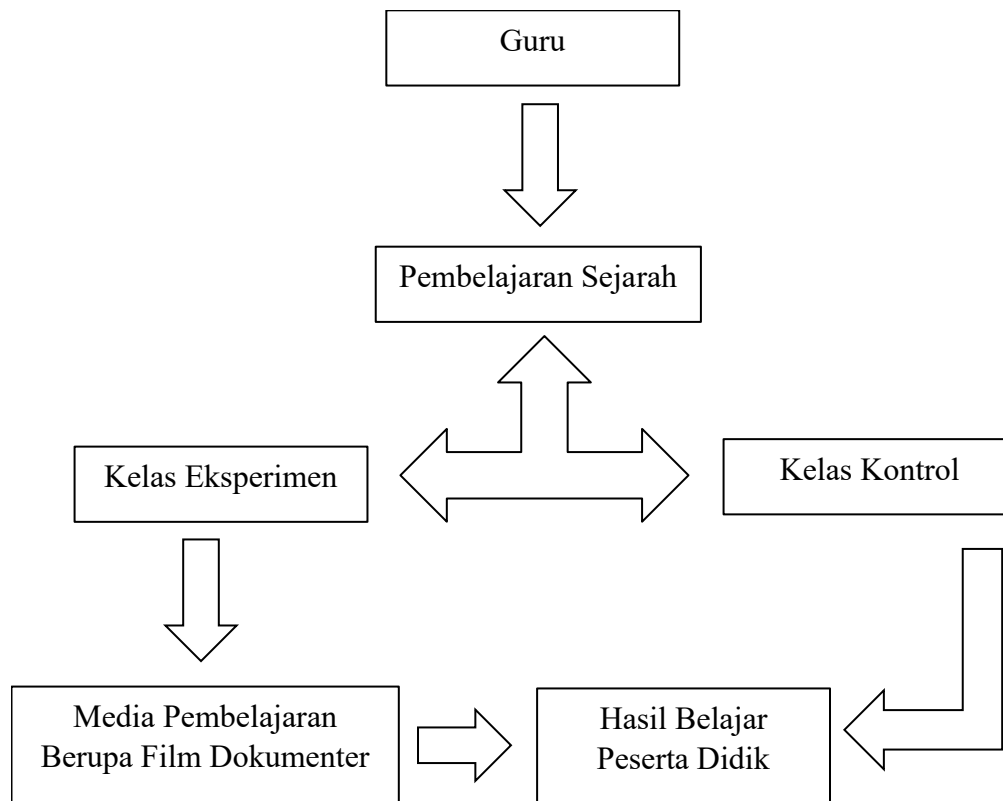 Guru
Pembelajaran Sejarah
Kelas Eksperimen
Kelas Kontrol
Media Pembelajaran
Berupa Film Dokumenter
Hasil Belajar
Peserta Didik